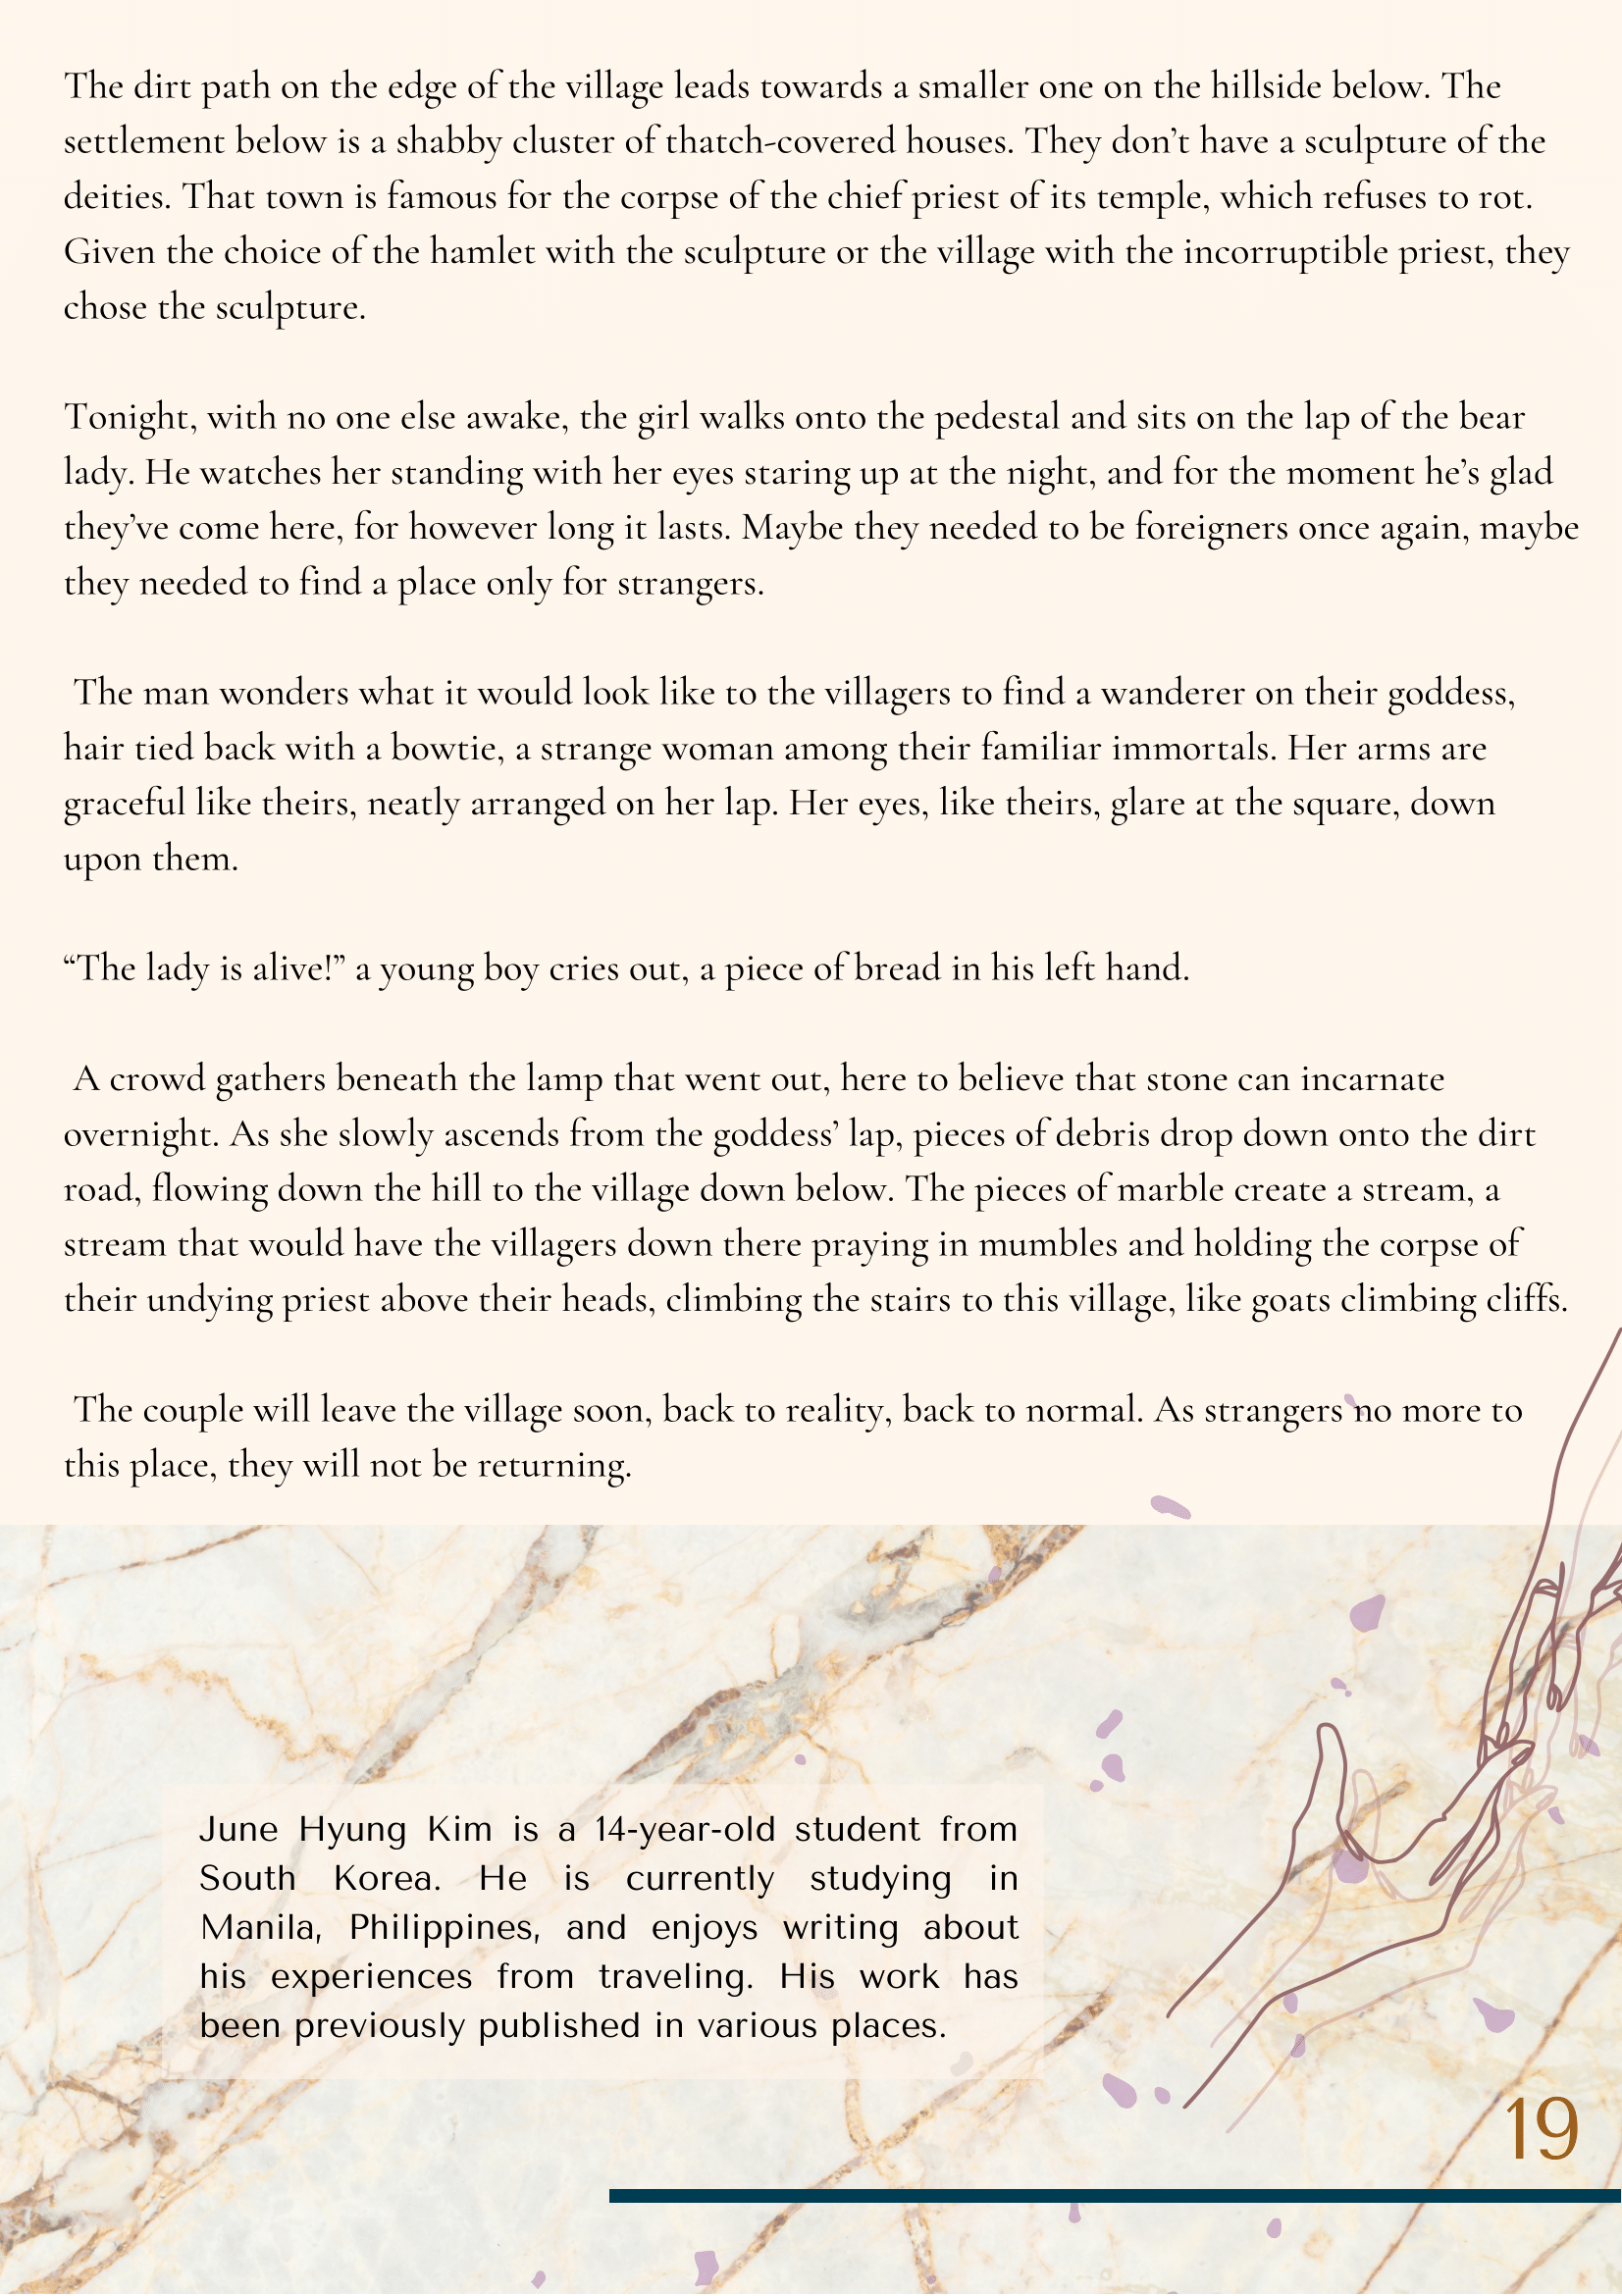 The dirt path on the edge of the village leads towards a smaller one on the hillside below. The
settlement below is a shabby cluster of thatch-covered houses. They don’t have a sculpture of the
deities. That town is famous for the corpse of the chief priest of its temple, which refuses to rot.
Given the choice of the hamlet with the sculpture or the village with the incorruptible priest, they
chose the sculpture.
Tonight, with no one else awake, the girl walks onto the pedestal and sits on the lap of the bear
lady. He watches her standing with her eyes staring up at the night, and for the moment he’s glad
they’ve come here, for however long it lasts. Maybe they needed to be foreigners once again, maybe
they needed to find a place only for strangers.
The man wonders what it would look like to the villagers to find a wanderer on their goddess,
hair tied back with a bowtie, a strange woman among their familiar immortals. Her arms are
graceful like theirs, neatly arranged on her lap. Her eyes, like theirs, glare at the square, down
upon them.
“The lady is alive!” a young boy cries out, a piece of bread in his left hand.
A crowd gathers beneath the lamp that went out, here to believe that stone can incarnate
overnight. As she slowly ascends from the goddess’ lap, pieces of debris drop down onto the dirt
road, flowing down the hill to the village down below. The pieces of marble create a stream, a
stream that would have the villagers down there praying in mumbles and holding the corpse of
their undying priest above their heads, climbing the stairs to this village, like goats climbing cliffs.
The couple will leave the village soon, back to reality, back to normal. As strangers no more to
this place, they will not be returning.
June Hyung Kim is a 14-year-old student from
South Korea. He is currently studying in
Manila, Philippines, and enjoys writing about
his experiences from traveling. His work has
been previously published in various places.
19